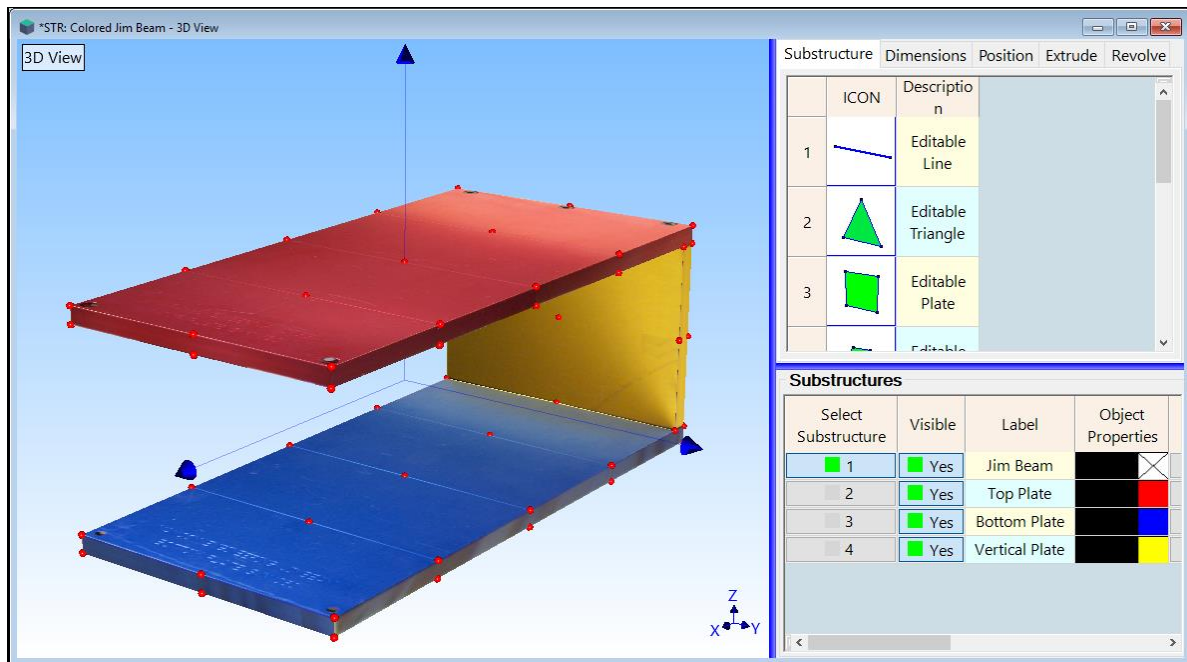 *STR: Colored Jim Beam - 3D View
3D View
Z
X
Y
Substructure Dimensions Position Extrude Revolve
ICON Descriptio
n
1 Editable
Line
2 Editable
Triangle
3 Editable
Plate
Editable
Substructures
Select
Substructure Visible Label Object
Properties
1 Yes Jim Beam
2 Yes Top Plate
3 Yes Bottom Plate
4 Yes Vertical Plate